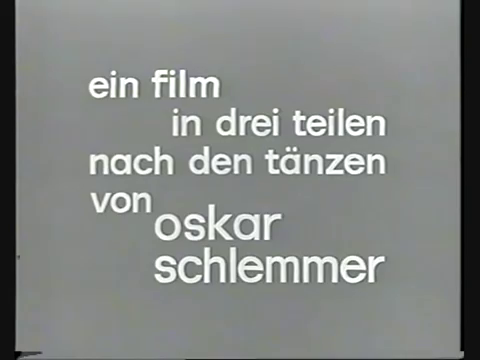 ein film
in drei teilen
nach den tänzen
von
oskar
schlemmer